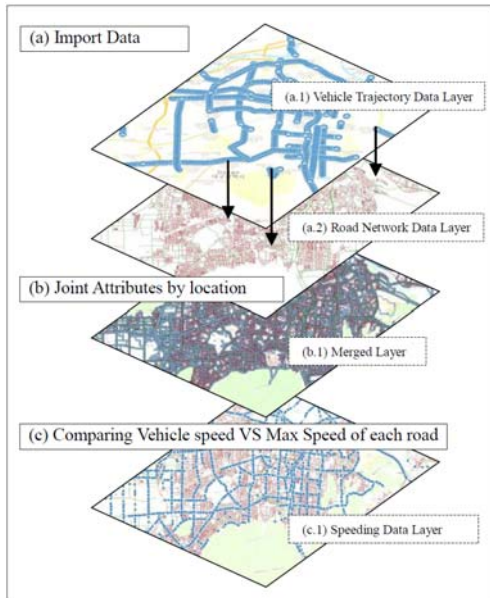 (a) Import Data
(a.1) Vehicle Trajectory Data Layer
(a.2) Road Network Data Layer
(b) Joint Attributes by location
(b.1) Merged Layer
(c) Comparing Vehicle speed VS Max Speed of each road
(c.1) Speeding Data Layer